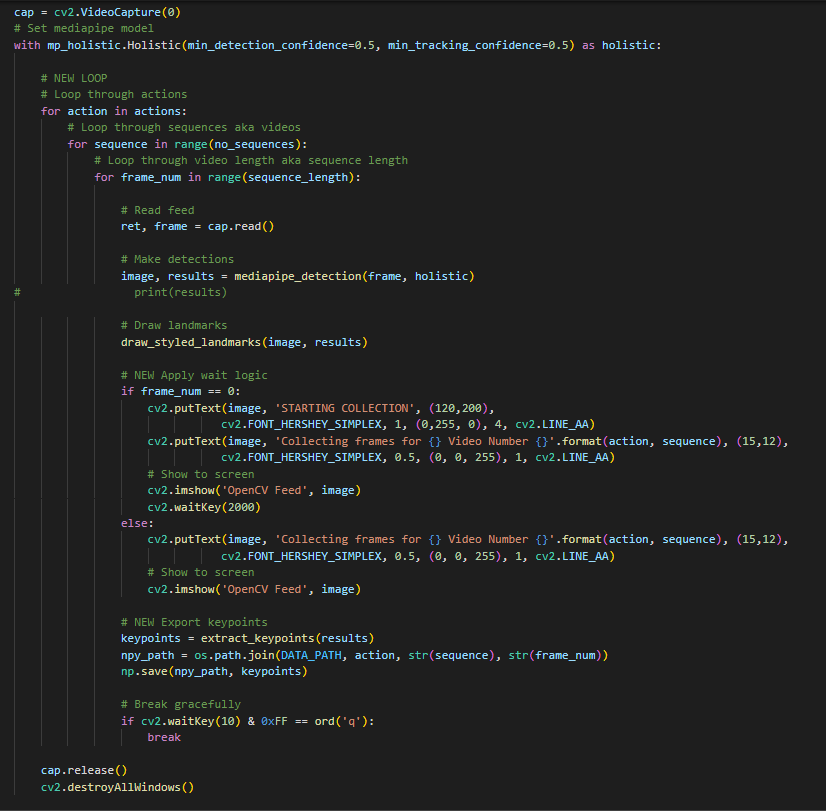 cap = cv2.VideoCapture(0)
# Set mediapipe model
with mp_holistic.Holistic(min_detection_confidence=0.5, min_tracking_confidence=0.5) as holistic:

    # NEW LOOP
    # Loop through actions
    for action in actions:
        # Loop through sequences aka videos
        for sequence in range(no_sequences):
            # Loop through video length aka sequence length
            for frame_num in range(sequence_length):

                # Read feed
                ret, frame = cap.read()

                # Make detections
                image, results = mediapipe_detection(frame, holistic)
#                 print(results)

                # Draw landmarks
                draw_styled_landmarks(image, results)

                # NEW Apply wait logic
                if frame_num == 0:
                    cv2.putText(image, 'STARTING COLLECTION', (120,200),
                               cv2.FONT_HERSHEY_SIMPLEX, 1, (0,255, 0), 4, cv2.LINE_AA)
                    cv2.putText(image, 'Collecting frames for {} Video Number {}'.format(action, sequence), (15,12),
                               cv2.FONT_HERSHEY_SIMPLEX, 0.5, (0, 0, 255), 1, cv2.LINE_AA)
                    # Show to screen
                    cv2.imshow('OpenCV Feed', image)
                    cv2.waitKey(2000)
                else:
                    cv2.putText(image, 'Collecting frames for {} Video Number {}'.format(action, sequence), (15,12),
                               cv2.FONT_HERSHEY_SIMPLEX, 0.5, (0, 0, 255), 1, cv2.LINE_AA)
                    # Show to screen
                    cv2.imshow('OpenCV Feed', image)

                # NEW Export keypoints
                keypoints = extract_keypoints(results)
                npy_path = os.path.join(DATA_PATH, action, str(sequence), str(frame_num))
                np.save(npy_path, keypoints)

                # Break gracefully
                if cv2.waitKey(10) & 0xFF == ord('q'):
                    break

    cap.release()
    cv2.destroyAllWindows()